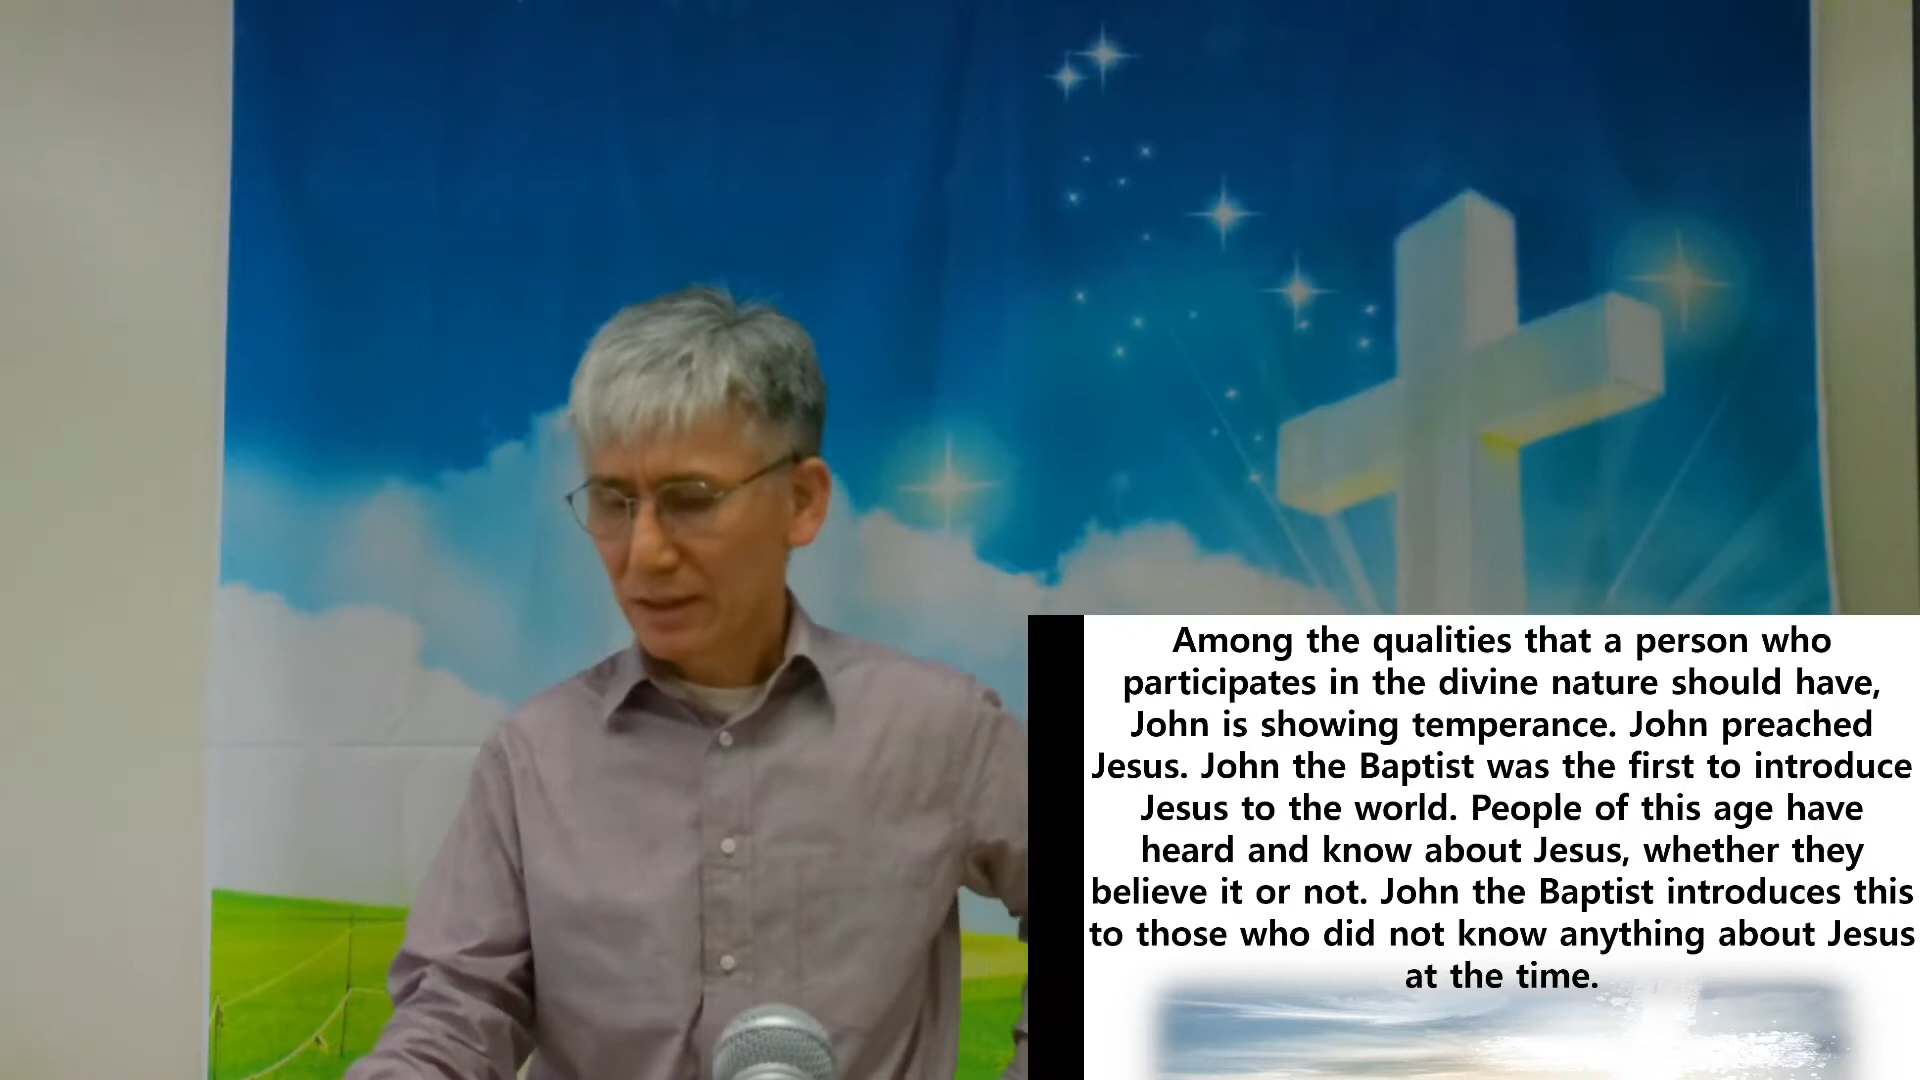 Among the qualities that a person who
participates in the divine nature should have,
John is showing temperance. John preached
Jesus. John the Baptist was the first to introduce
Jesus to the world. People of this age have
heard and know about Jesus, whether they
believe it or not. John the Baptist introduces this
to those who did not know anything about Jesus
at the time.